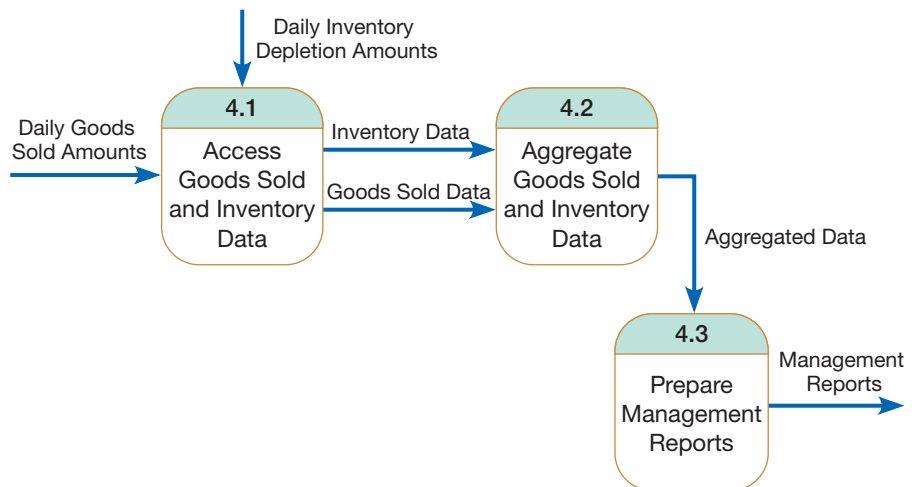 Daily Inventory
Depletion Amounts
Daily Goods
Sold Amounts
4.1
Access
Goods Sold
and Inventory
Data
Inventory Data
Goods Sold Data
4.2
Aggregate
Goods Sold
and Inventory
Data
Aggregated Data
4.3
Prepare
Management
Reports
Management
Reports